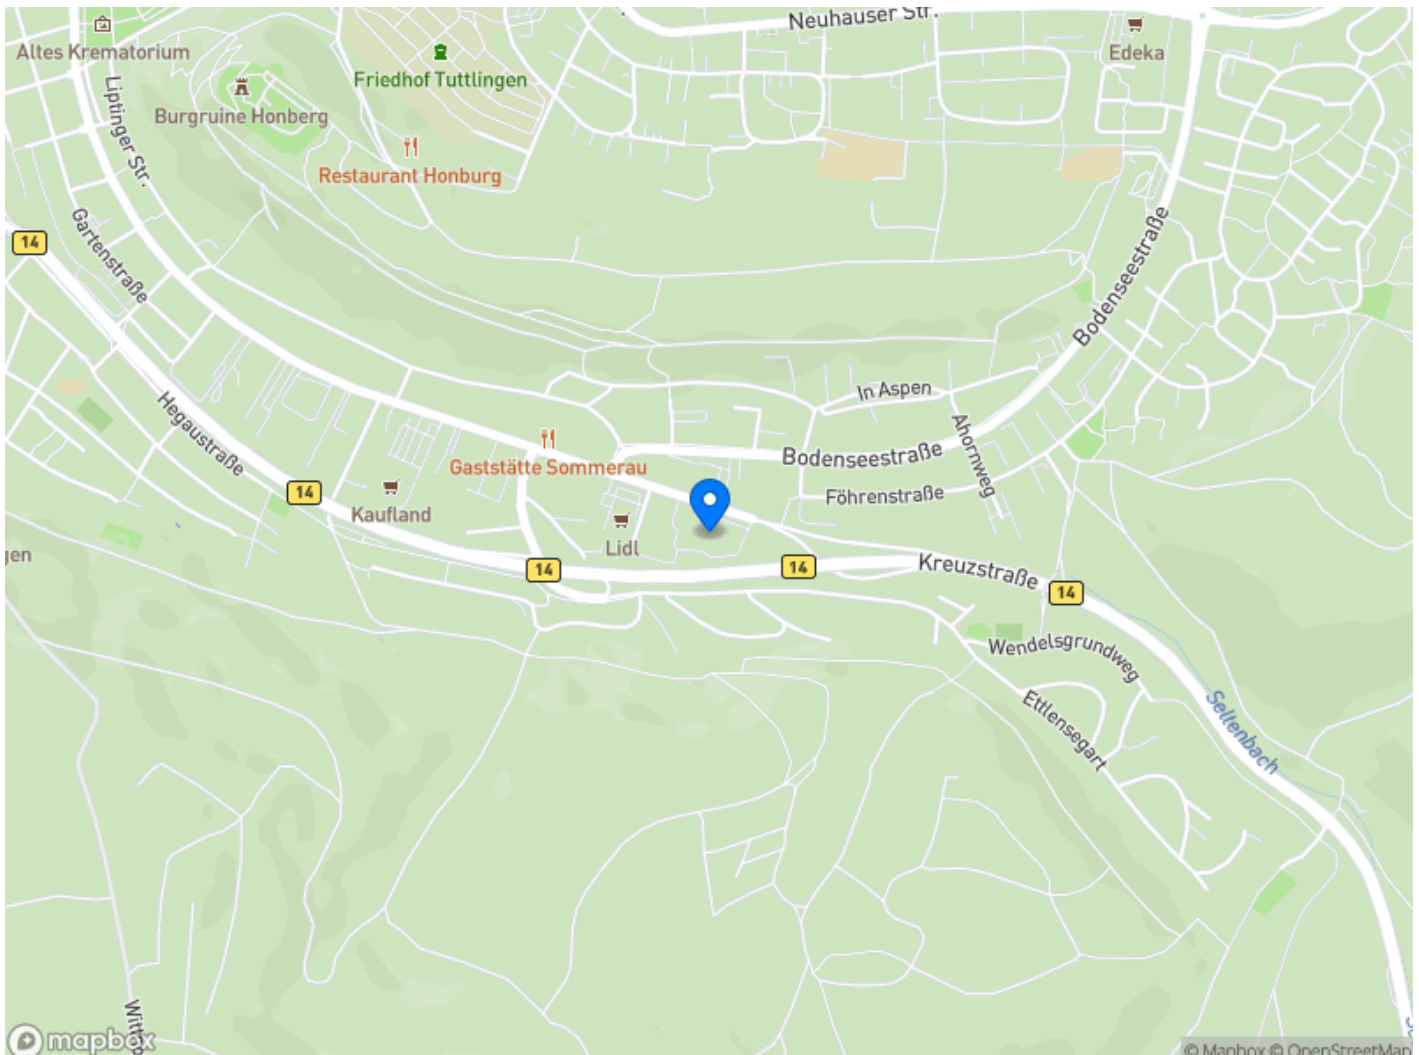 Neuhauser Str.
Edeka
Altes Krematorium
Friedhof Tuttlingen
Burgruine Honberg
Liptinger Str.
Restaurant Honburg
Gartenstraße
14
Bodenseestraße
In Aspen
Hegaustraße
Ahornweg
Gaststätte Sommerau
Bodenseestraße
14
Kaufland
Föhrenstraße
Lidl
gen
14
14
Kreuzstraße
14
Wendelsgrundweg
Ettlensegart
Seltenbach
mapbox
© Mapbox © OpenStreetMap